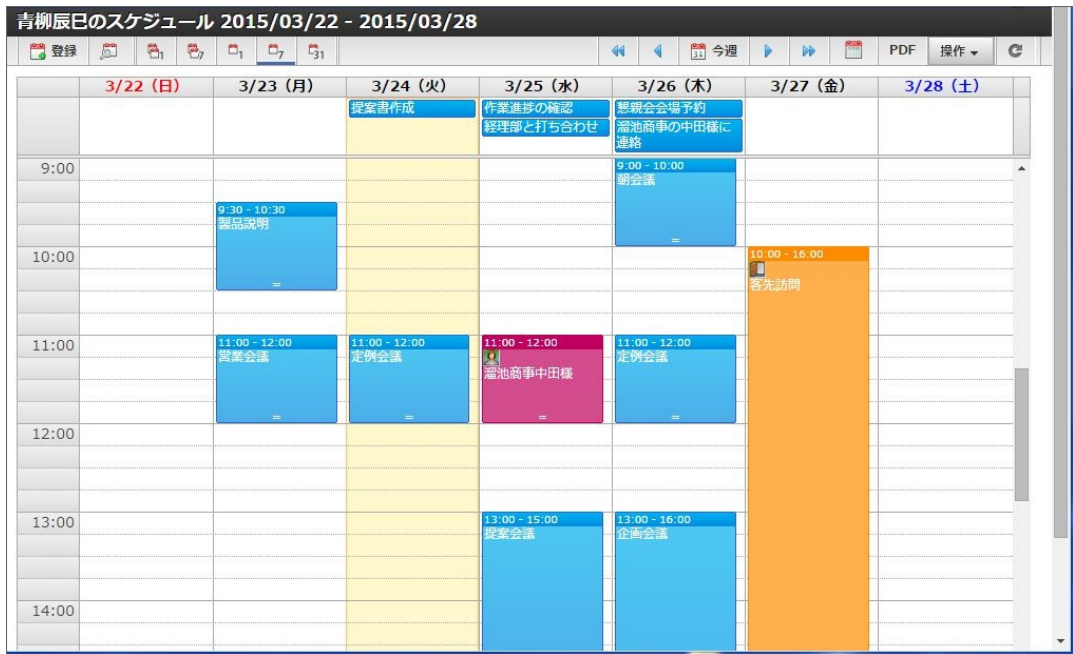 青柳辰巳のスケジュール 2015/03/22 - 2015/03/28
登録 1 7 1 7 31 31 今週 PDF 操作
3/22（日） 3/23（月） 3/24（火） 3/25（水） 3/26（木） 3/27（金） 3/28（土）
提案書作成 作業進捗の確認 懇親会会場予約
経理部と打ち合わせ 溜池商事の中田様に
連絡
9:00 9:00 - 10:00
朝会議
9:30 - 10:30
製品説明
10:00 10:00 - 16:00
客先訪問
11:00 11:00 - 12:00 11:00 - 12:00 11:00 - 12:00 11:00 - 12:00
営業会議 定例会議 定例会議
溜池商事中田様
12:00
13:00 13:00 - 15:00 13:00 - 16:00
提案会議 企画会議
14:00